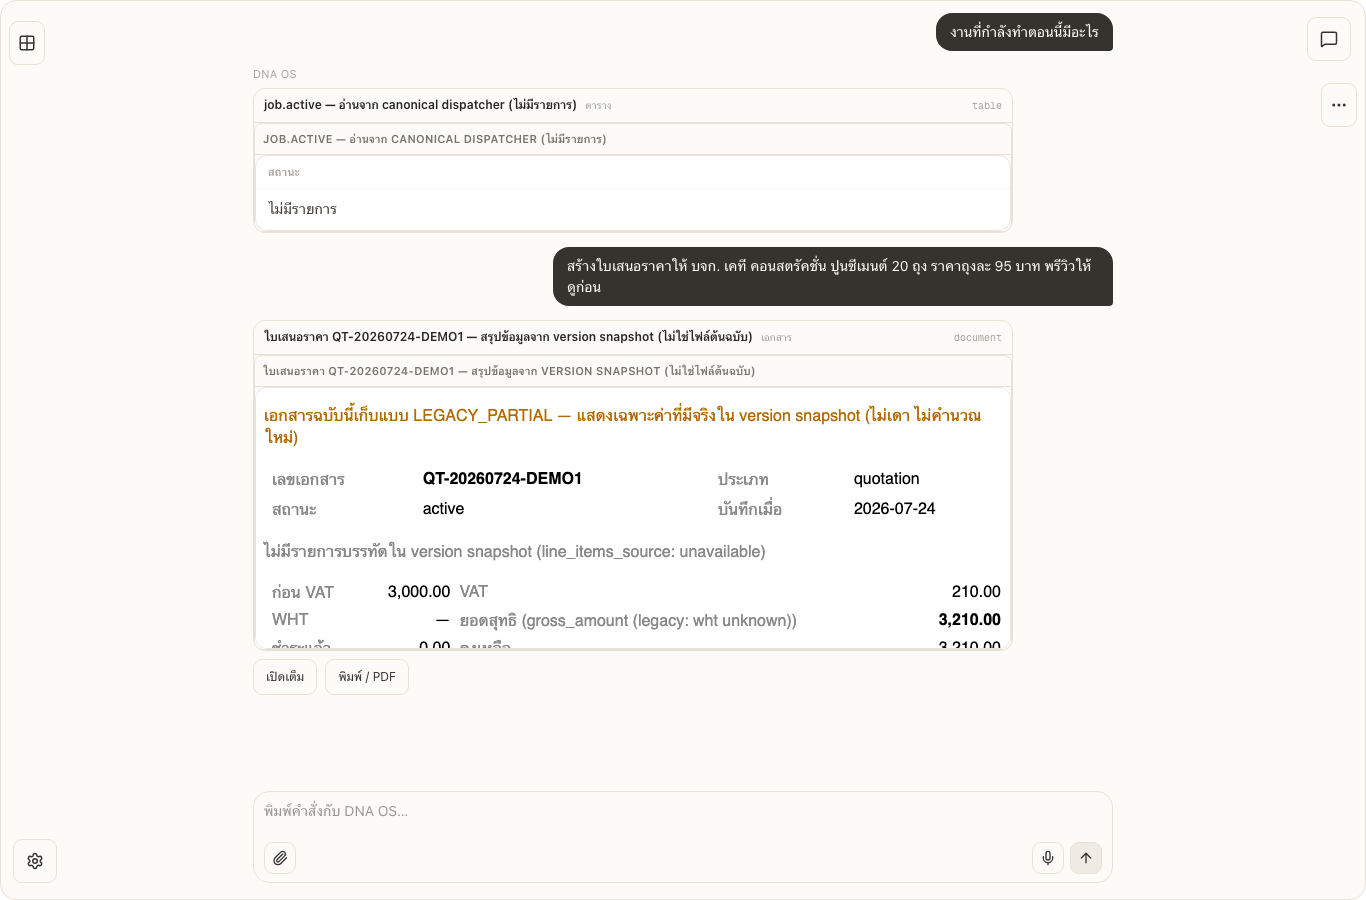 งานที่กำลังทำตอนนี้มีอะไร
DNA OS
job.active — อ่านจาก canonical dispatcher (ไม่มีรายการ) ตาราง table
JOB.ACTIVE — อ่านจาก CANONICAL DISPATCHER (ไม่มีรายการ)
สถานะ
ไม่มีรายการ
สร้างใบเสนอราคาให้ บจก. เคที คอนสตรัคชั่น ปูนซีเมนต์ 20 ถุง ราคาถุงละ 95 บาท พรีวิวให้
ดูก่อน
ใบเสนอราคา QT-20260724-DEMO1 — สรุปข้อมูลจาก version snapshot (ไม่ใช่ไฟล์ต้นฉบับ) เอกสาร document
ใบเสนอราคา QT-20260724-DEMO1 — สรุปข้อมูลจาก VERSION SNAPSHOT (ไม่ใช่ไฟล์ต้นฉบับ)
เอกสารฉบับนี้เก็บแบบ LEGACY_PARTIAL — แสดงเฉพาะค่าที่มีจริงใน version snapshot (ไม่เดา ไม่คำนวณ
ใหม่)
เลขเอกสาร QT-20260724-DEMO1 ประเภท quotation
สถานะ active บันทึกเมื่อ 2026-07-24
ไม่มีรายการบรรทัดใน version snapshot (line_items_source: unavailable)
ก่อน VAT 3,000.00 VAT 210.00
WHT — ยอดสุทธิ (gross_amount (legacy: wht unknown)) 3,210.00
ชำระแล้ว 0.00 คงเหลือ 3,210.00
เปิดเต็ม พิมพ์ / PDF
พิมพ์คำสั่งกับ DNA OS...